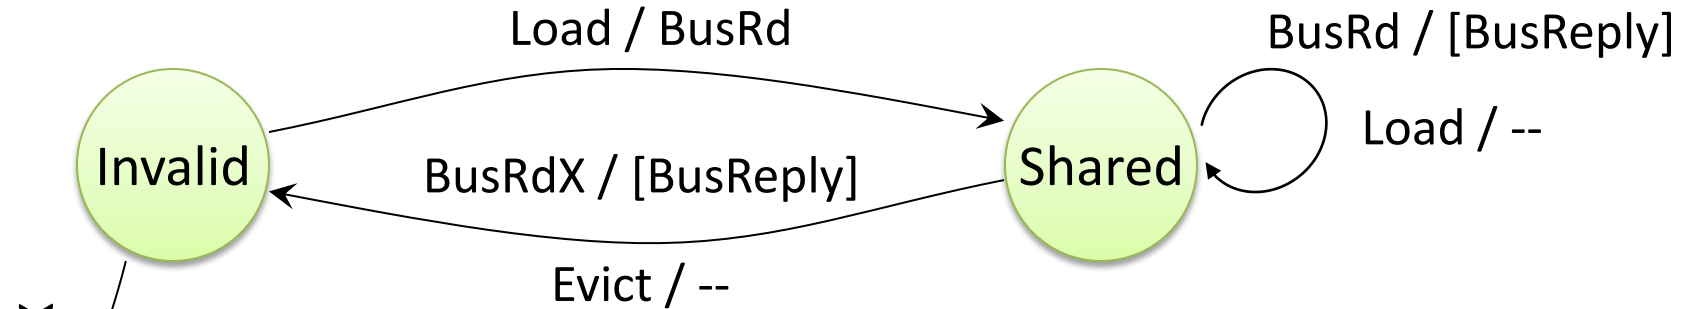 Load / BusRd
BusRd / [BusReply]
Load / --
Invalid
BusRdX / [BusReply]
Shared
Evict / --